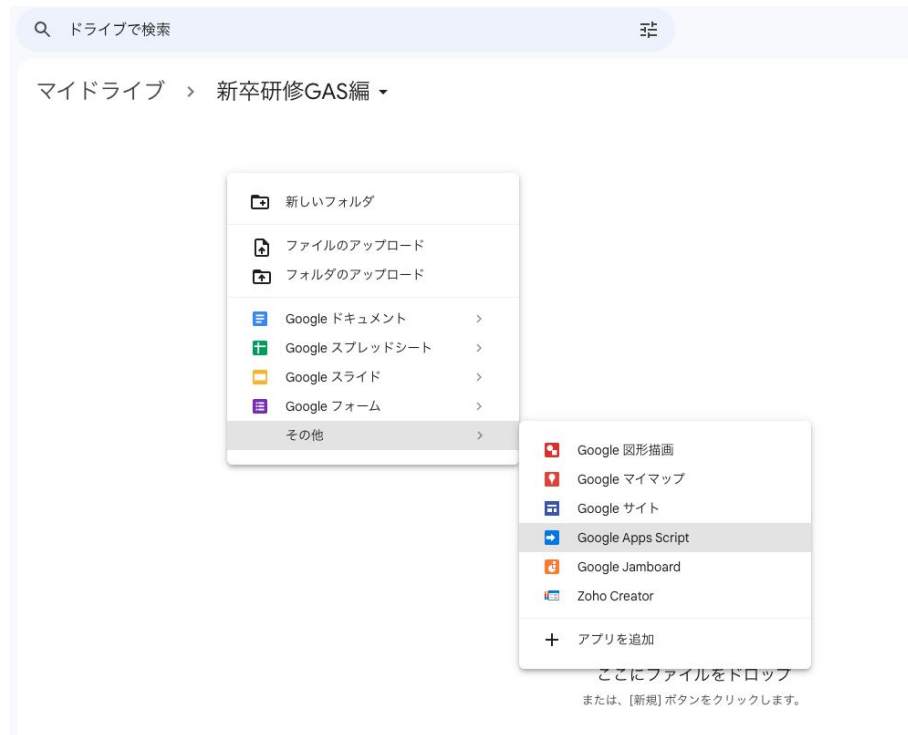 ドライブで検索
マイドライブ > 新卒研修GAS編
新しいフォルダ
ファイルのアップロード
フォルダのアップロード
Google ドキュメント
Google スプレッドシート
Google スライド
Google フォーム
その他
Google 図形描画
Google マイマップ
Google サイト
Google Apps Script
Google Jamboard
Zoho Creator
アプリを追加
ここにファイルをドロップ
または、[新規] ボタンをクリックします。